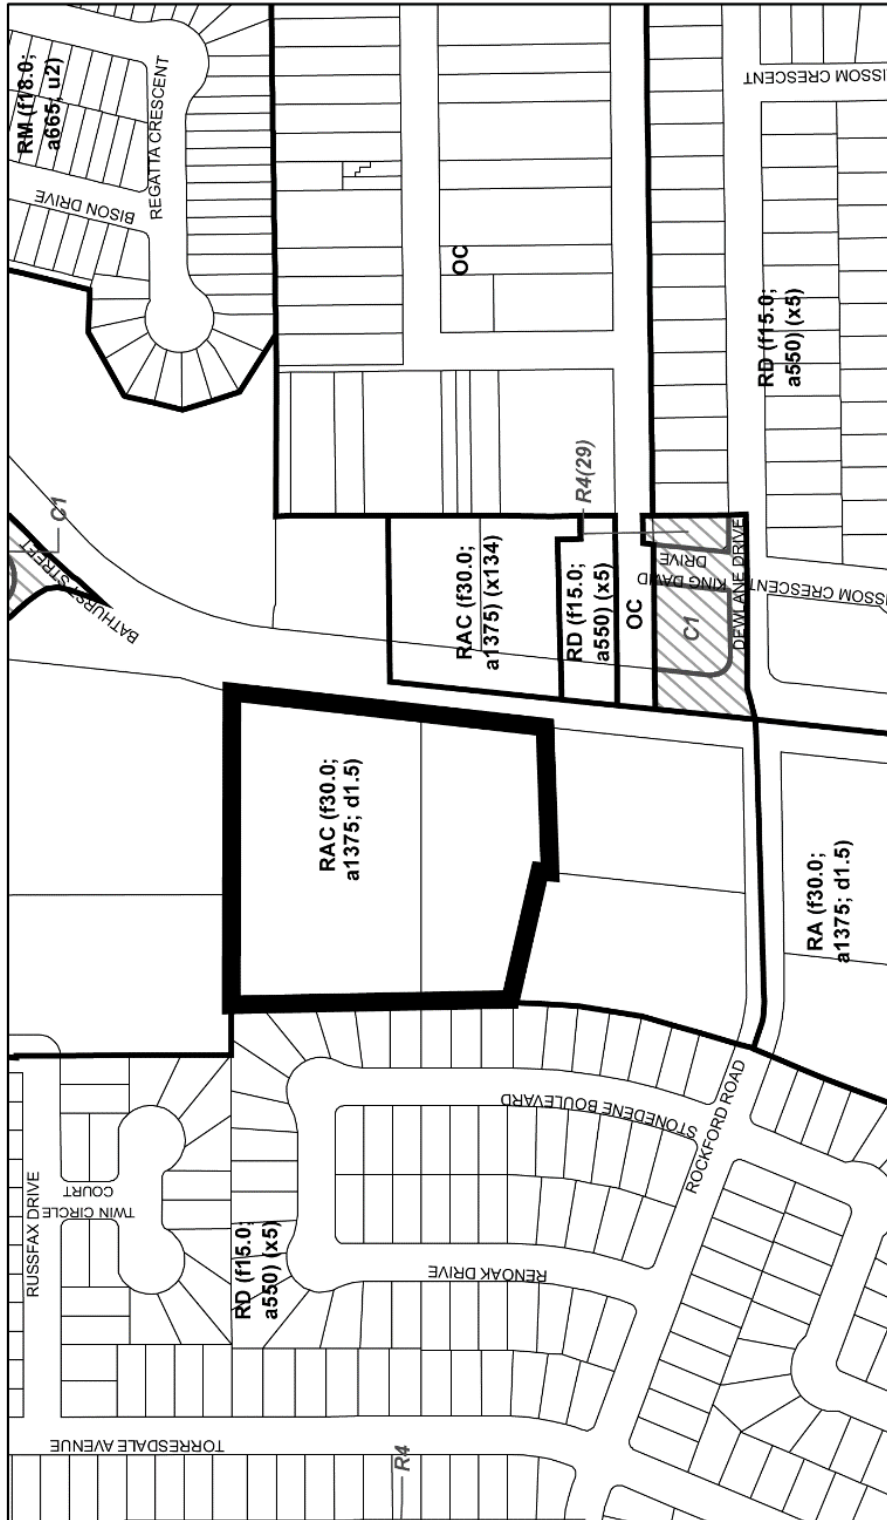 RM (f18.0;
a665; u2)
REGATTA CRESCENT
BISON DRIVE
ISSOM CRESCENT
OC
RD (f15.0;
a550) (x5)
C1
BATHURST STREET
R4(29)
RAC (f30.0;
a1375) (x134)
RD (f15.0;
a550) (x5)
OC
KING DAVID
DRIVE
C1
DEWLANE DRIVE
ISSOM CRESCENT
RAC (f30.0;
a1375; d1.5)
RA (f30.0;
a1375; d1.5)
STONEDENE BOULEVARD
ROCKFORD ROAD
RUSSFAX DRIVE
TWIN CIRCLE
COURT
RD (f15.0;
a550) (x5)
RENOAK DRIVE
TORRESDALE AVENUE
R4